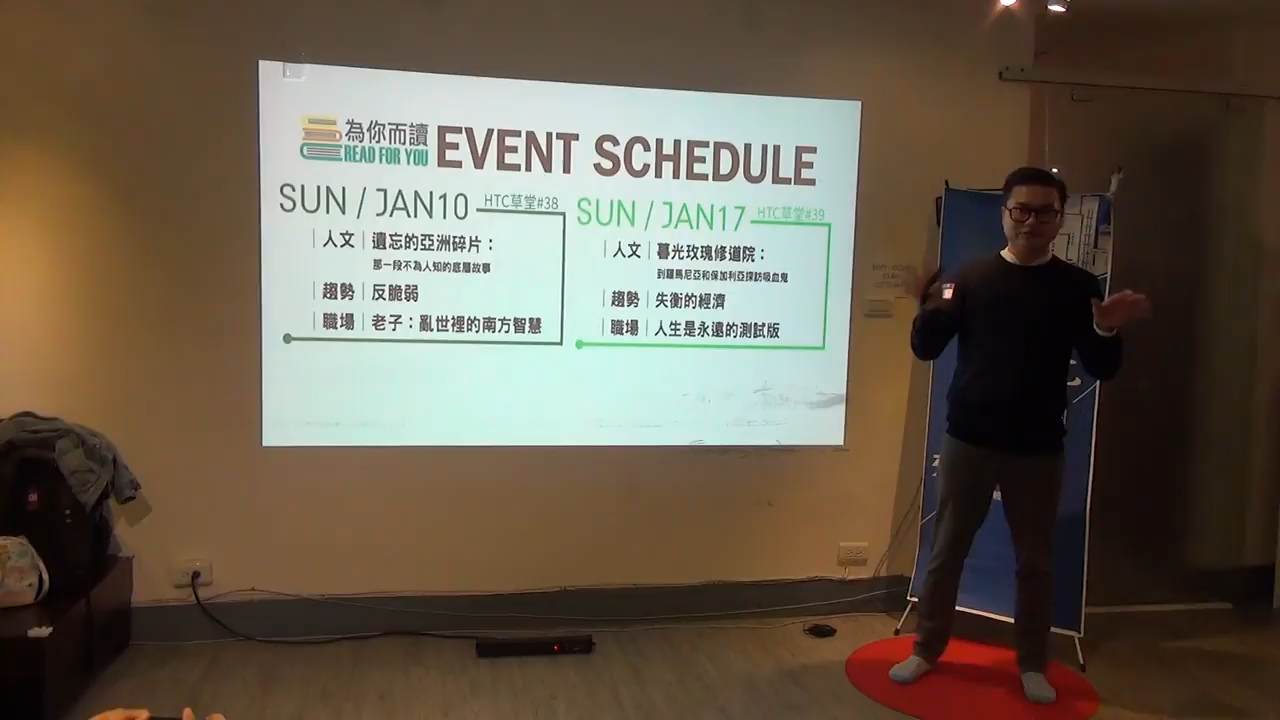 為你而讀
READ FOR YOU
EVENT SCHEDULE
SUN / JAN10 HTC草堂#38
人文 遺忘的亞洲碎片：
那一段不為人知的底層故事
趨勢 反脆弱
職場 老子：亂世裡的南方智慧
SUN / JAN17 HTC草堂#39
人文 暮光玫瑰修道院：
到羅馬尼亞和保加利亞探訪吸血鬼
趨勢 失衡的經濟
職場 人生是永遠的測試版